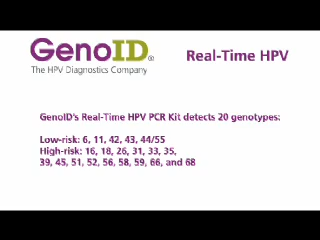 GenoID®
Real-Time HPV
The HPV Diagnostics Company
GenoID's Real-Time HPV PCR Kit detects 20 genotypes:
Low-risk: 6, 11, 42, 43, 44/55
High-risk: 16, 18, 26, 31, 33, 35,
39, 45, 51, 52, 56, 58, 59, 66, and 68